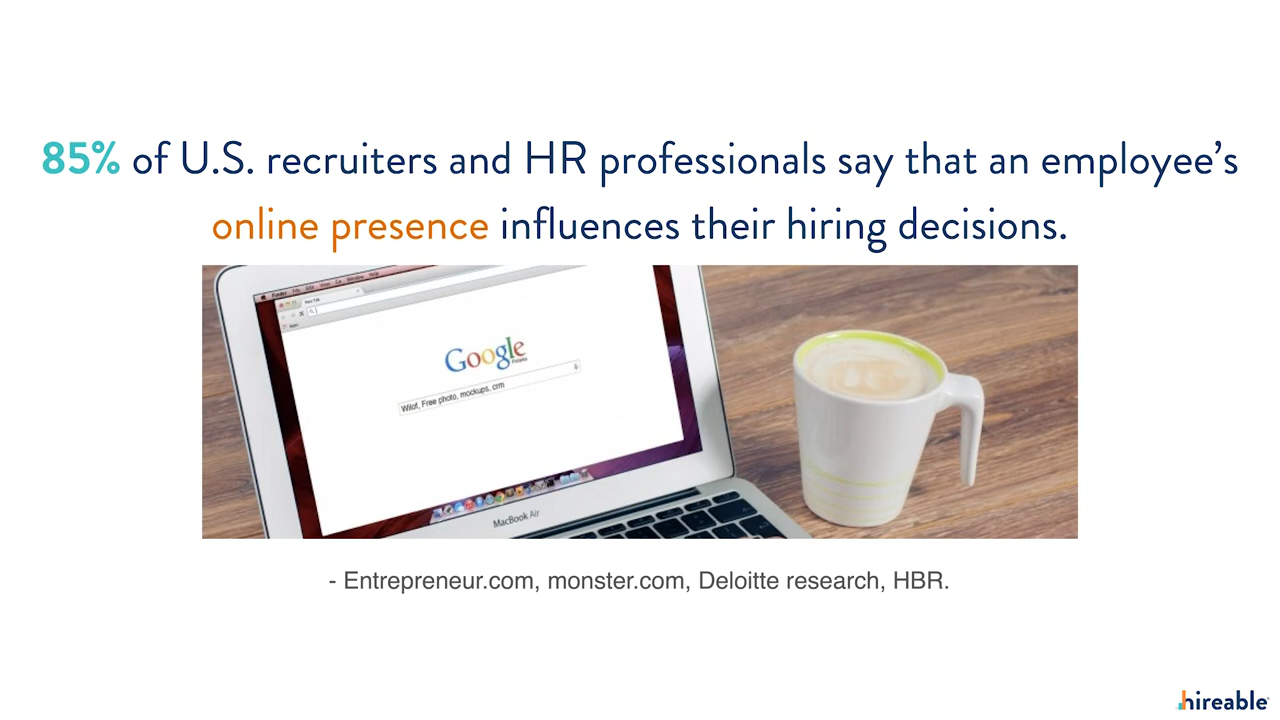 85% of U.S. recruiters and HR professionals say that an employee’s
online presence influences their hiring decisions.
Google
Wilof, Free photo, mockups, crm
MacBook Air
- Entrepreneur.com, monster.com, Deloitte research, HBR.
hireable